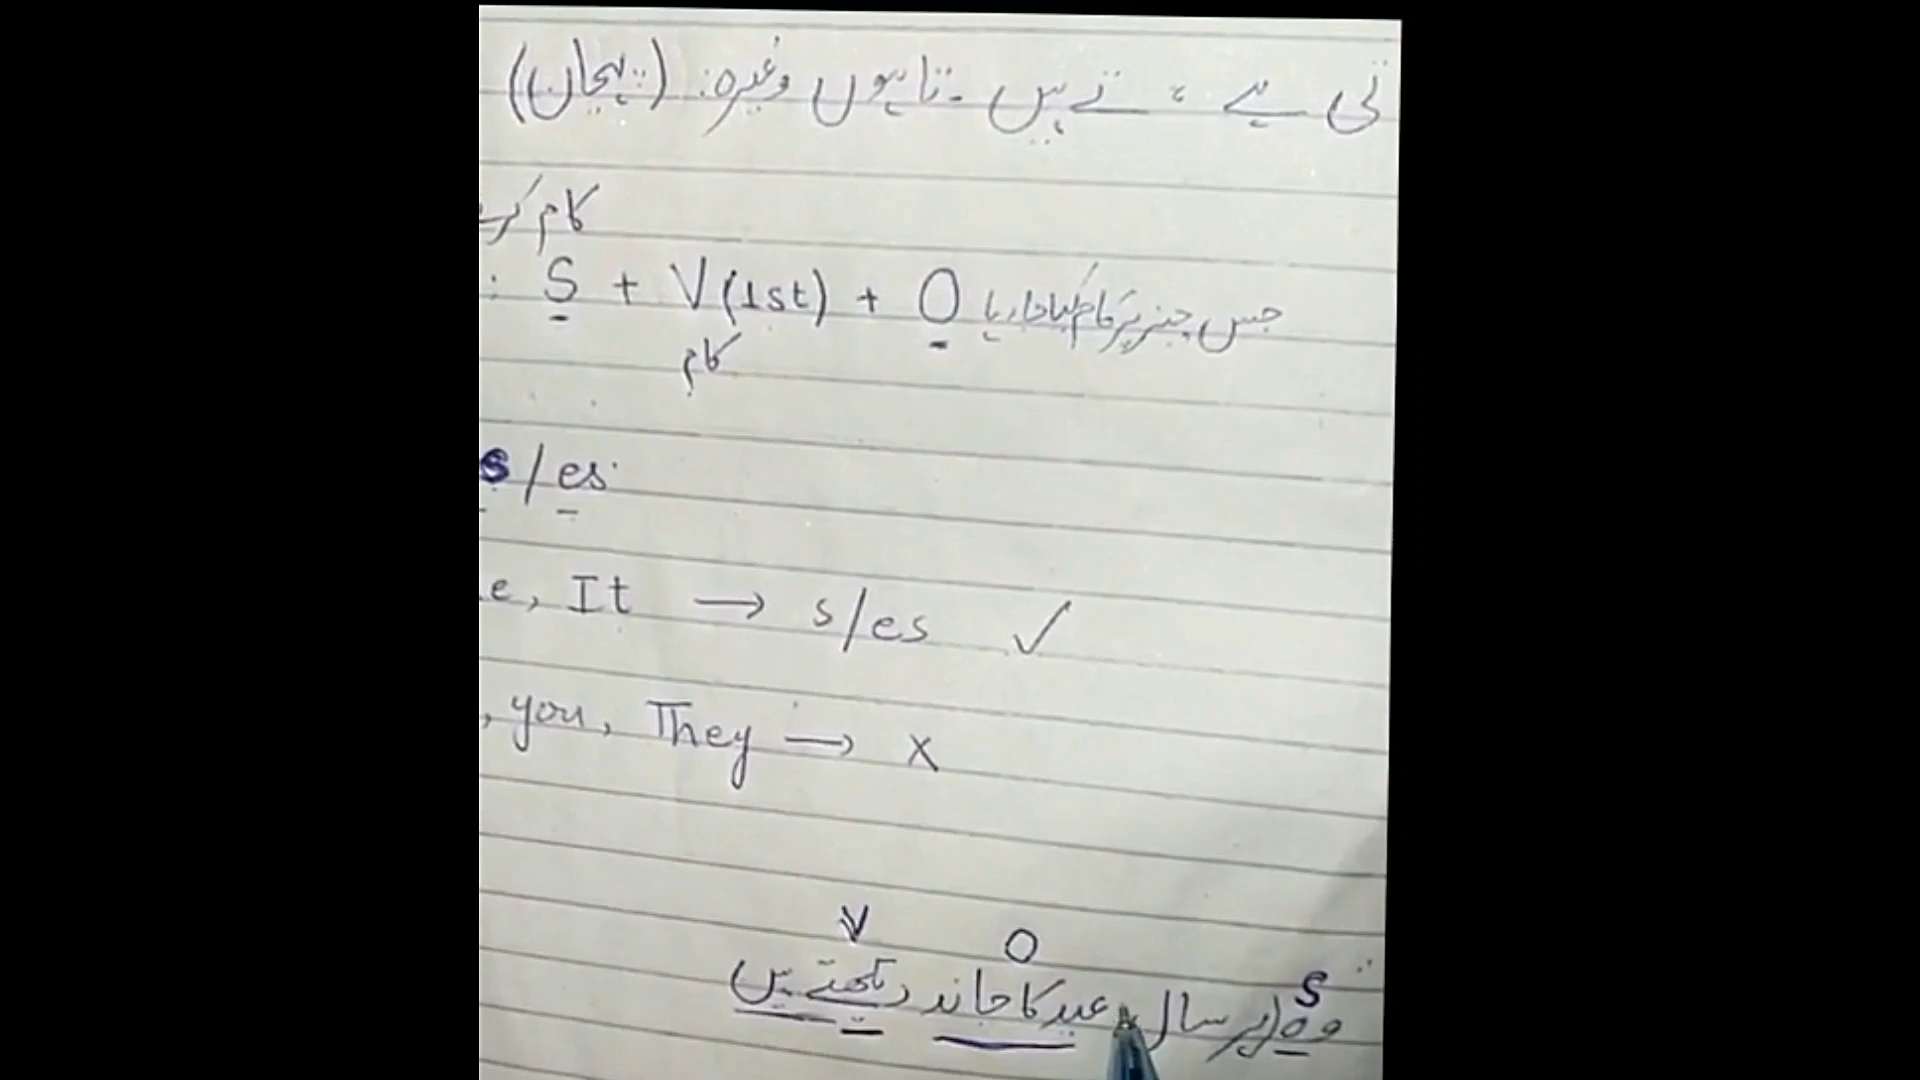 تی ہے ، تے ہیں - تا ہوں وغیرہ: (پہچان)
کام کرنے
: S + V(1st) + O جس چیز پر کام کیا جا رہا
کام
s/es
e, It → s/es ✓
, you, They → X
V O S
وہ ہر سال عید کا چاند دیکھتے ہیں